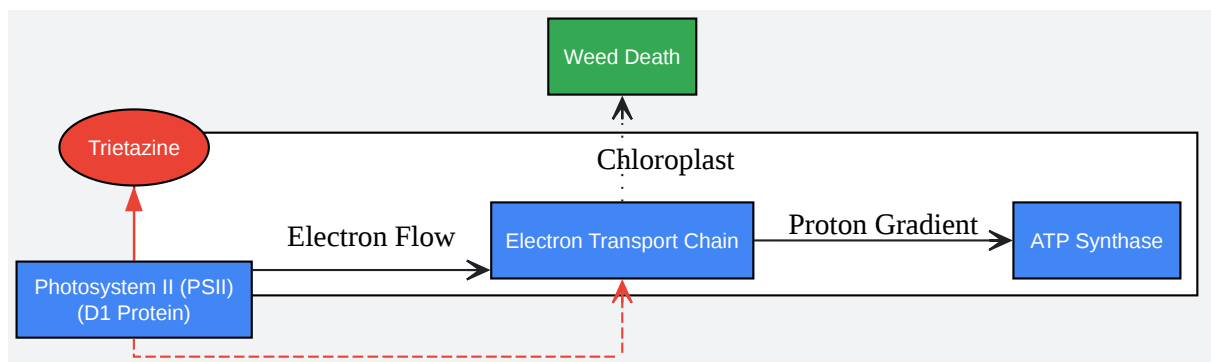 Weed Death
Trietazine
Chloroplast
Electron Flow
Electron Transport Chain
Proton Gradient
ATP Synthase
Photosystem II (PSII)
(D1 Protein)